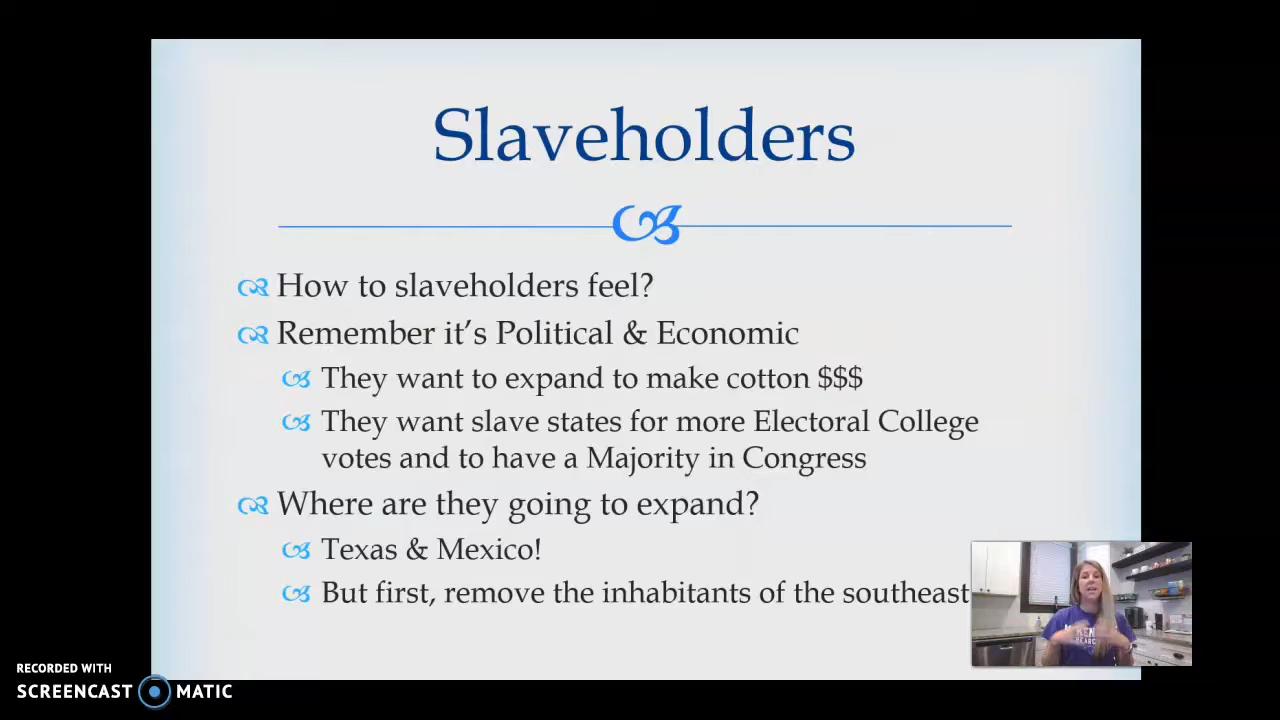 Slaveholders
How to slaveholders feel?
Remember it's Political & Economic
They want to expand to make cotton $$$
They want slave states for more Electoral College
votes and to have a Majority in Congress
Where are they going to expand?
Texas & Mexico!
But first, remove the inhabitants of the southeast
RECORDED WITH
SCREENCAST MATIC